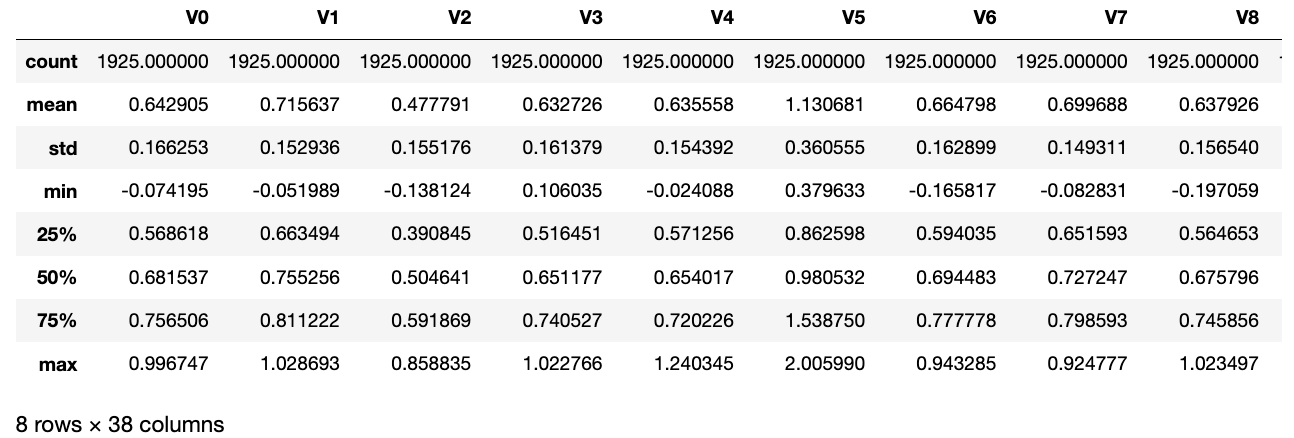 V0 V1 V2 V3 V4 V5 V6 V7 V8
count 1925.000000 1925.000000 1925.000000 1925.000000 1925.000000 1925.000000 1925.000000 1925.000000 1925.000000
mean 0.642905 0.715637 0.477791 0.632726 0.635558 1.130681 0.664798 0.699688 0.637926
std 0.166253 0.152936 0.155176 0.161379 0.154392 0.360555 0.162899 0.149311 0.156540
min -0.074195 -0.051989 -0.138124 0.106035 -0.024088 0.379633 -0.165817 -0.082831 -0.197059
25% 0.568618 0.663494 0.390845 0.516451 0.571256 0.862598 0.594035 0.651593 0.564653
50% 0.681537 0.755256 0.504641 0.651177 0.654017 0.980532 0.694483 0.727247 0.675796
75% 0.756506 0.811222 0.591869 0.740527 0.720226 1.538750 0.777778 0.798593 0.745856
max 0.996747 1.028693 0.858835 1.022766 1.240345 2.005990 0.943285 0.924777 1.023497
8 rows × 38 columns